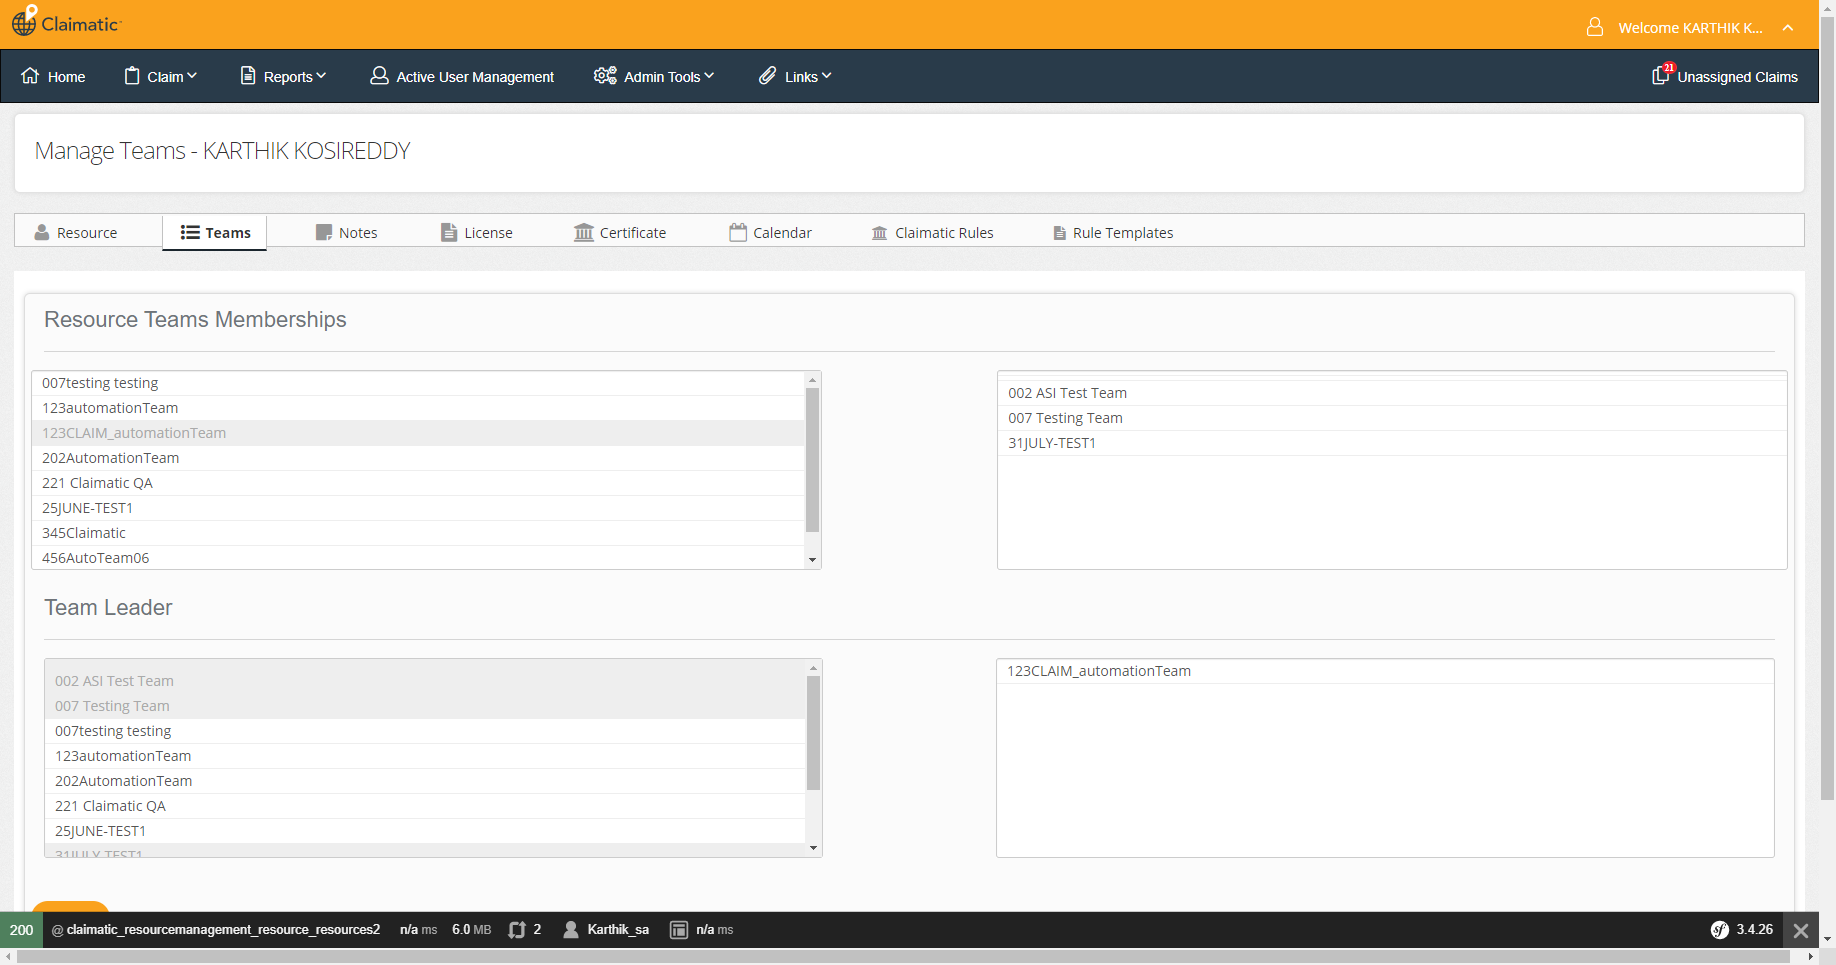 Claimatic
Welcome KARTHIK K...
Home
Claim
Reports
Active User Management
Admin Tools
Links
21
Unassigned Claims
Manage Teams - KARTHIK KOSIREDDY
Resource
Teams
Notes
License
Certificate
Calendar
Claimatic Rules
Rule Templates
Resource Teams Memberships
007testing testing
123automationTeam
123CLAIM_automationTeam
202AutomationTeam
221 Claimatic QA
25JUNE-TEST1
345Claimatic
456AutoTeam06
002 ASI Test Team
007 Testing Team
31JULY-TEST1
Team Leader
002 ASI Test Team
007 Testing Team
007testing testing
123automationTeam
202AutomationTeam
221 Claimatic QA
25JUNE-TEST1
31JULY-TEST1
123CLAIM_automationTeam
200
@ claimatic_resourcemanagement_resource_resources2
n/a ms
6.0 MB
2
Karthik_sa
n/a ms
sf
3.4.26